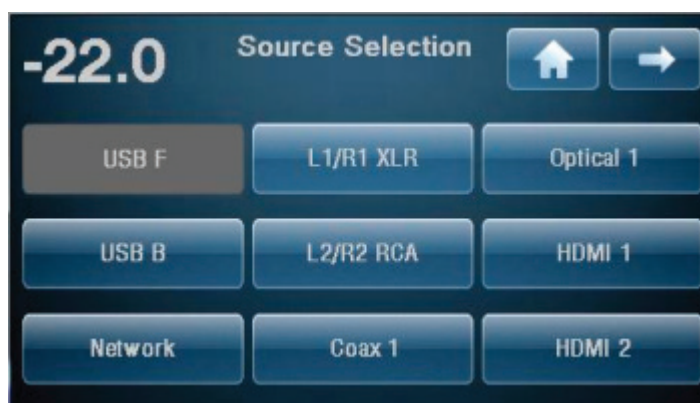 -22.0 Source Selection
USB F L1/R1 XLR Optical 1
USB B L2/R2 RCA HDMI 1
Network Coax 1 HDMI 2